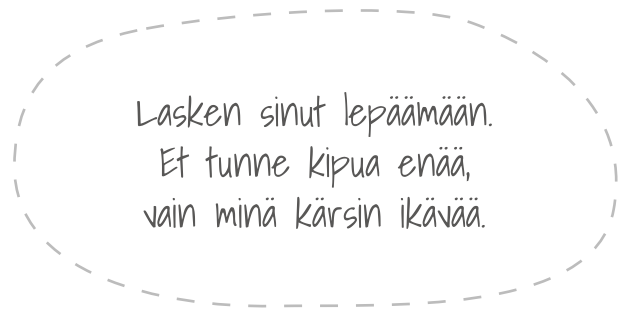 Lasken sinut lepäämään.
Et tunne kipua enää,
vain minä kärsin ikävää.